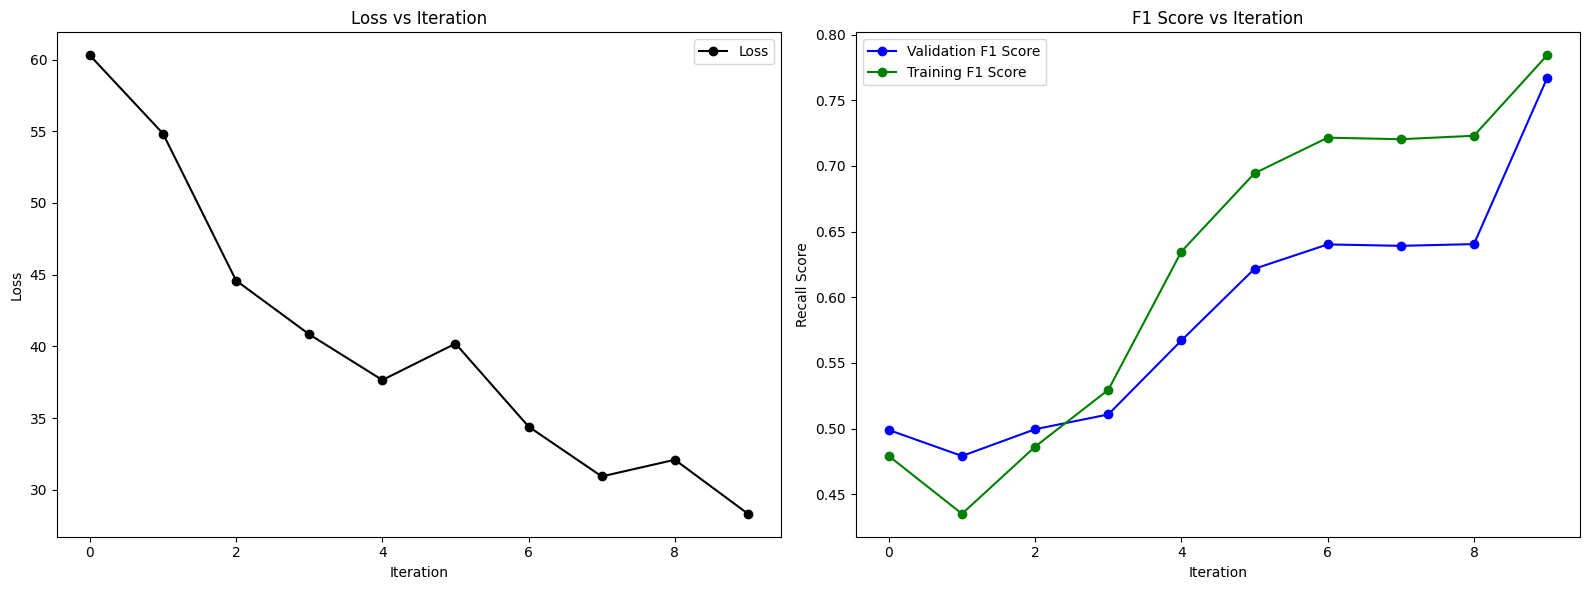 Loss vs Iteration
Loss
60
55
50
45
40
35
30
Loss
0 2 4 6 8
Iteration
F1 Score vs Iteration
Validation F1 Score
Training F1 Score
0.80
0.75
0.70
0.65
0.60
0.55
0.50
0.45
Recall Score
0 2 4 6 8
Iteration